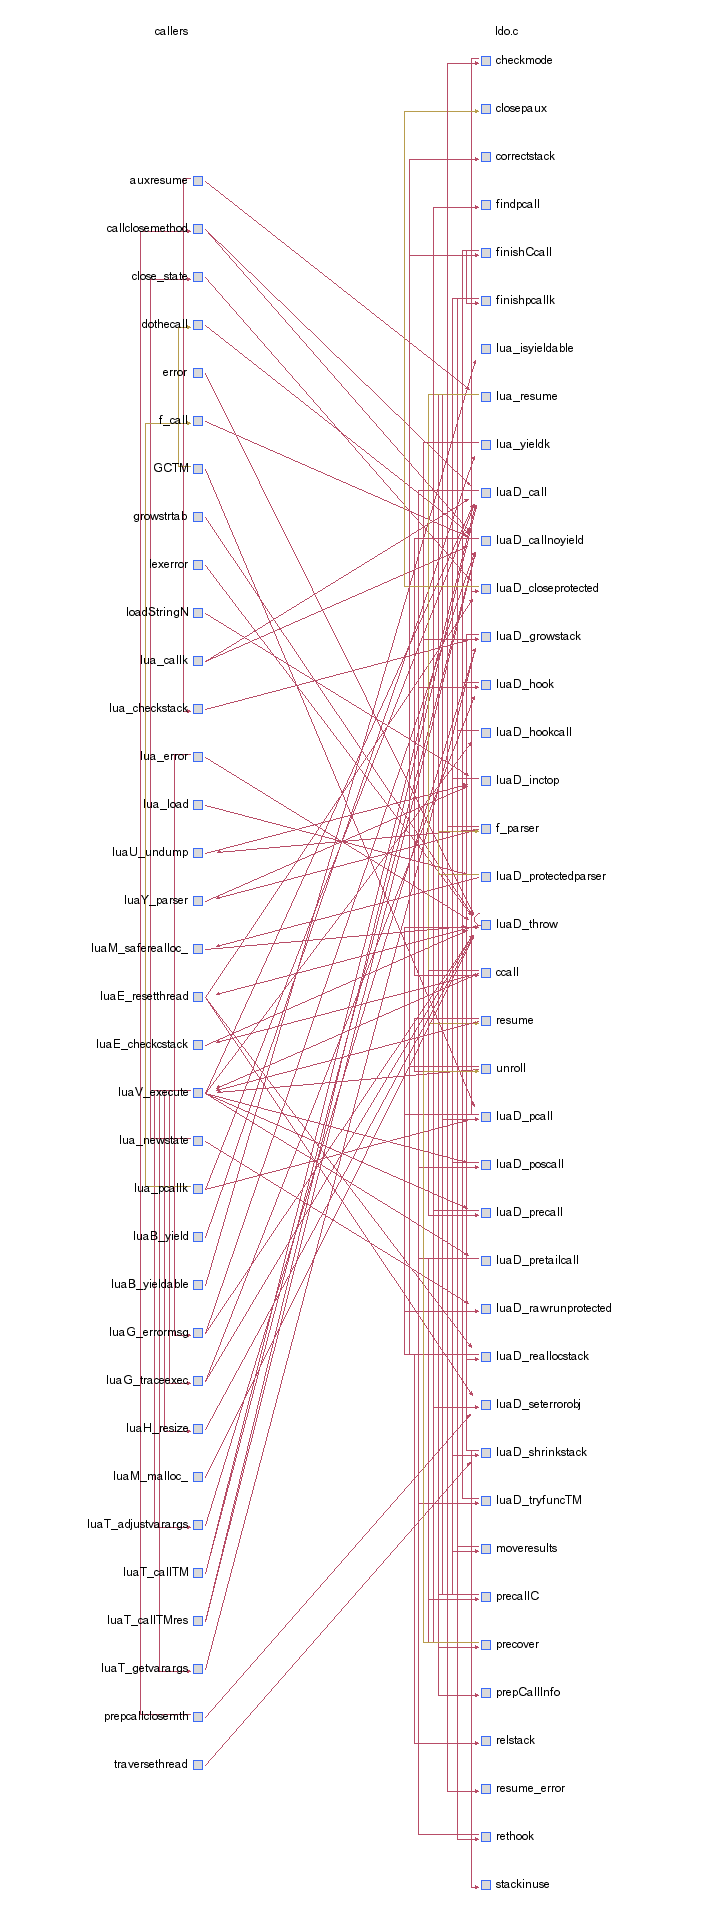 callers
auxresume
callclosemethod
close_state
dothecall
error
f_call
GCTM
growstrtab
lexerror
loadStringN
lua_callk
lua_checkstack
lua_error
lua_load
luaU_undump
luaY_parser
luaM_saferealloc_
luaE_resetthread
luaE_checkcstack
luaV_execute
lua_newstate
lua_pcallk
luaB_yield
luaB_yieldable
luaG_errormsg
luaG_traceexec
luaH_resize
luaM_malloc_
luaT_adjustvarargs
luaT_callTM
luaT_callTMres
luaT_getvarargs
prepcallclosemth
traversethread
ldo.c
checkmode
closepaux
correctstack
findpcall
finishCcall
finishpcallk
lua_isyieldable
lua_resume
lua_yieldk
luaD_call
luaD_callnoyield
luaD_closeprotected
luaD_growstack
luaD_hook
luaD_hookcall
luaD_inctop
f_parser
luaD_protectedparser
luaD_throw
ccall
resume
unroll
luaD_pcall
luaD_poscall
luaD_precall
luaD_pretailcall
luaD_rawrunprotected
luaD_reallocstack
luaD_seterrorobj
luaD_shrinkstack
luaD_tryfuncTM
moveresults
precallC
precover
prepCallInfo
relstack
resume_error
rethook
stackinuse